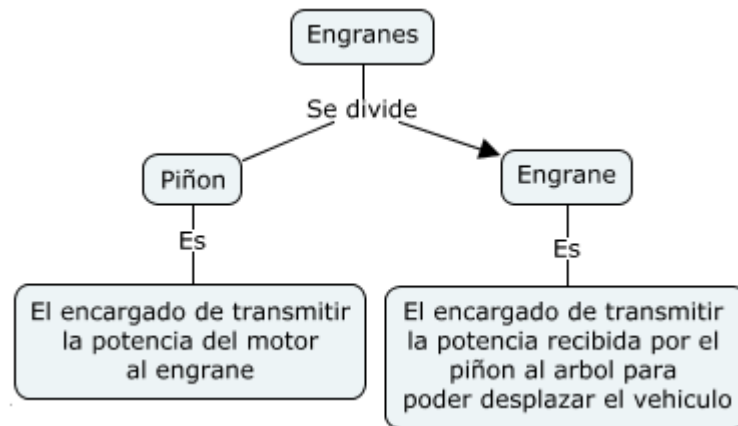 Engranes
Se divide
Piñon
Engrane
Es
Es
El encargado de transmitir
la potencia del motor
al engrane
El encargado de transmitir
la potencia recibida por el
piñon al arbol para
poder desplazar el vehiculo